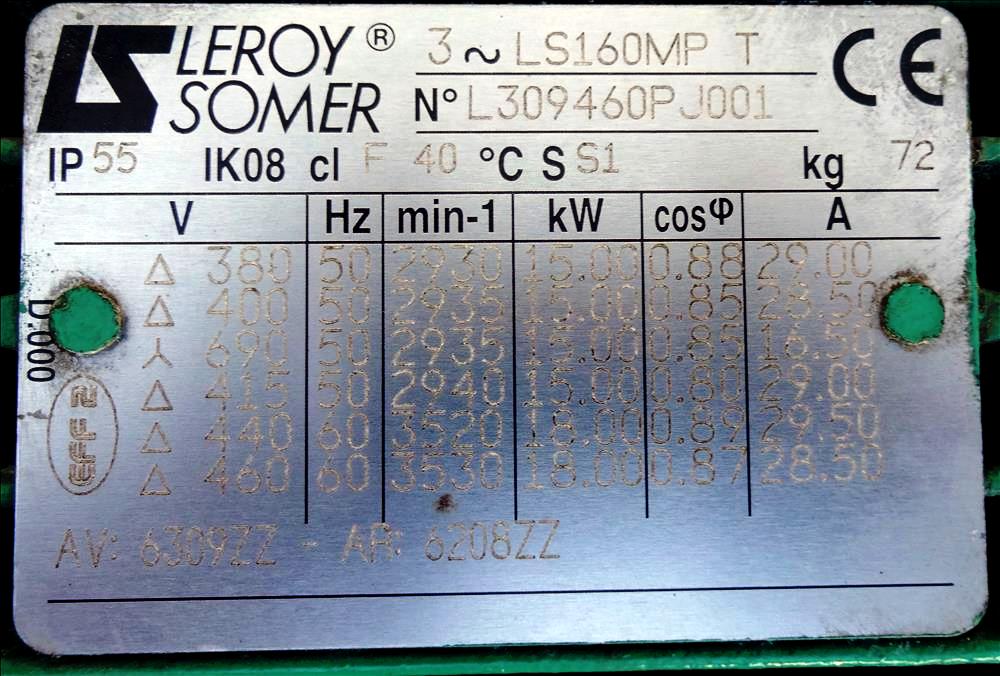 LS LEROY SOMER ® 3 ~ LS160MP T CE
N° L309460PJ001
IP 55 IK08 cl F 40 °C S S1 kg 72
V Hz min-1 kW cosφ A
Δ 380 50 2930 15.00 0.88 29.00
Δ 400 50 2935 15.00 0.85 28.50
⅄ 690 50 2935 15.00 0.85 16.50
Δ 415 50 2940 15.00 0.80 29.00
Δ 440 60 3520 18.00 0.89 29.50
Δ 460 60 3530 18.00 0.87 28.50
D:000
EFF 2
AV: 6309ZZ - AR: 6208ZZ